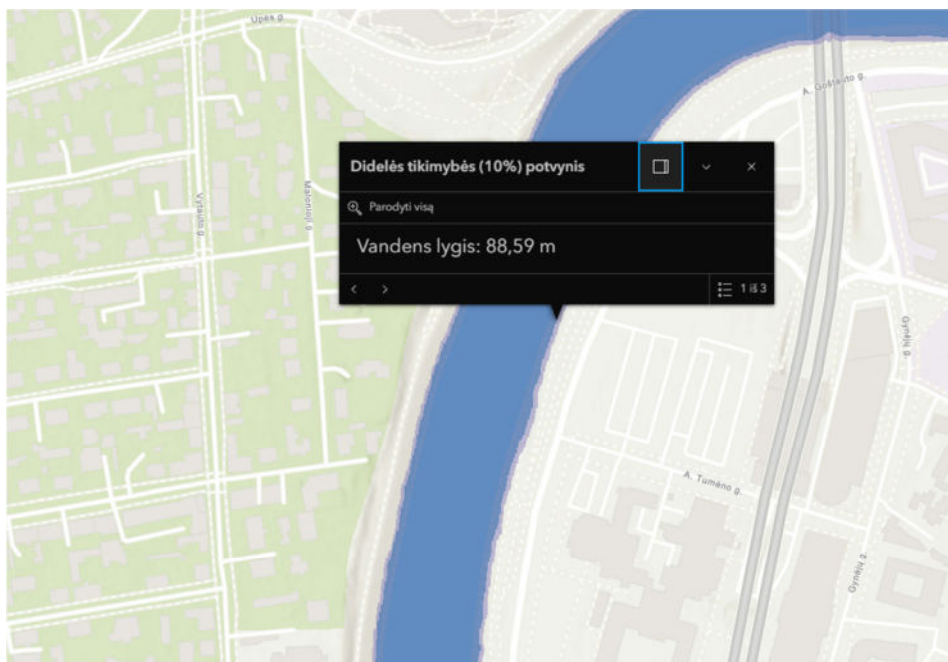 Upės g.
A. Goštauto g.
Didelės tikimybės (10%) potvynis
Parodyti visą
Vandens lygis: 88,59 m
1 iš 3
Vytauto g.
Maironio g.
Gynėjų g.
A. Tumėno g.
Gynėjų g.